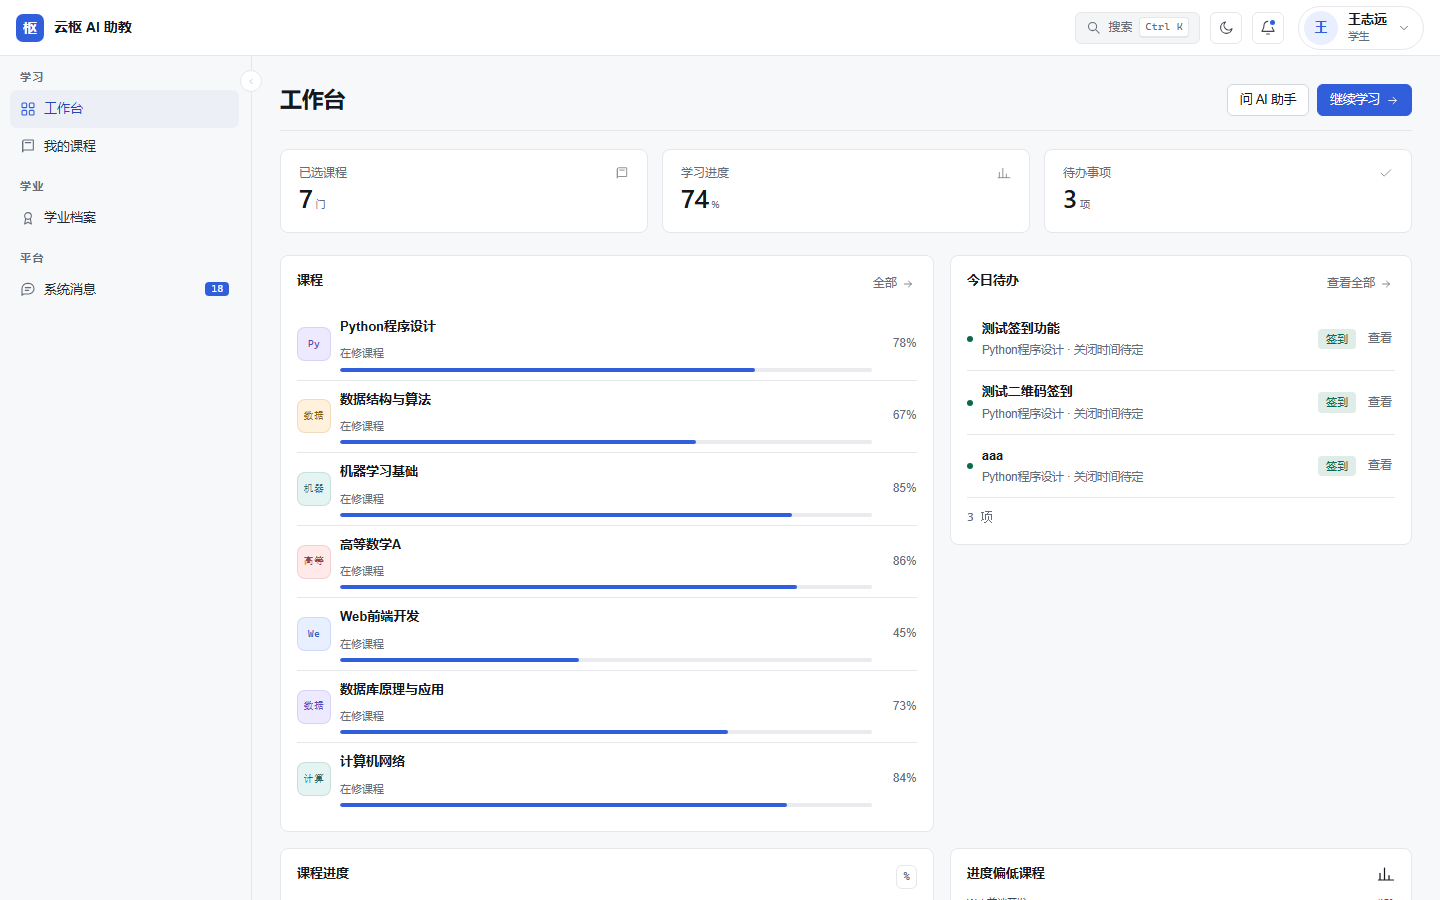 枢 云枢 AI 助教
搜索 Ctrl K
王 王志远
学生
学习
工作台
我的课程
学业
学业档案
平台
系统消息 18
工作台
问 AI 助手 继续学习 →
已选课程
7 门
学习进度
74 %
待办事项
3 项
课程 全部 →
Py Python程序设计
在修课程
78%
数据 数据结构与算法
在修课程
67%
机器 机器学习基础
在修课程
85%
高等 高等数学A
在修课程
86%
We Web前端开发
在修课程
45%
数据 数据库原理与应用
在修课程
73%
计算 计算机网络
在修课程
84%
今日待办 查看全部 →
测试签到功能
Python程序设计 · 关闭时间待定
签到 查看
测试二维码签到
Python程序设计 · 关闭时间待定
签到 查看
aaa
Python程序设计 · 关闭时间待定
签到 查看
3 项
课程进度 %
进度偏低课程